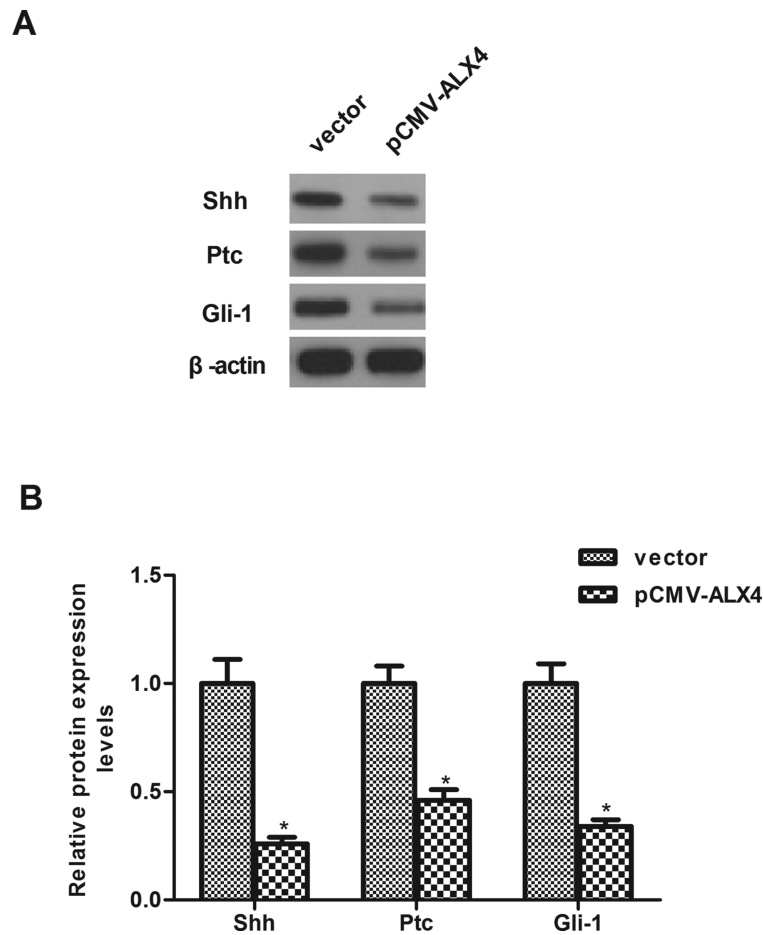 A
vector
pCMV-ALX4
Shh
Ptc
Gli-1
β -actin
B
vector
pCMV-ALX4
Relative protein expression
levels
1.5
1.0
0.5
0.0
*
*
*
Shh
Ptc
Gli-1